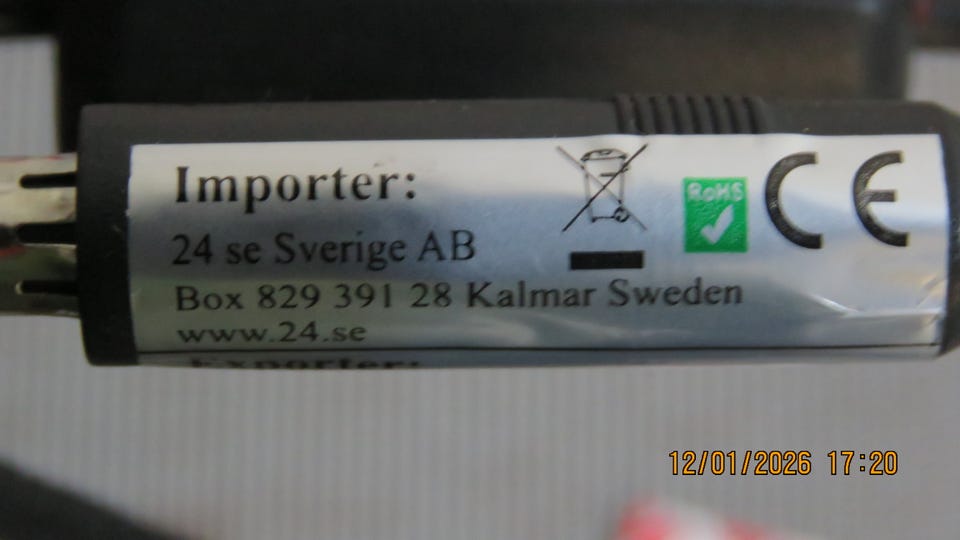 Importer:
24 se Sverige AB
Box 829 391 28 Kalmar Sweden
www.24.se
Exporter:
RoHS
CE
12/01/2026 17:20